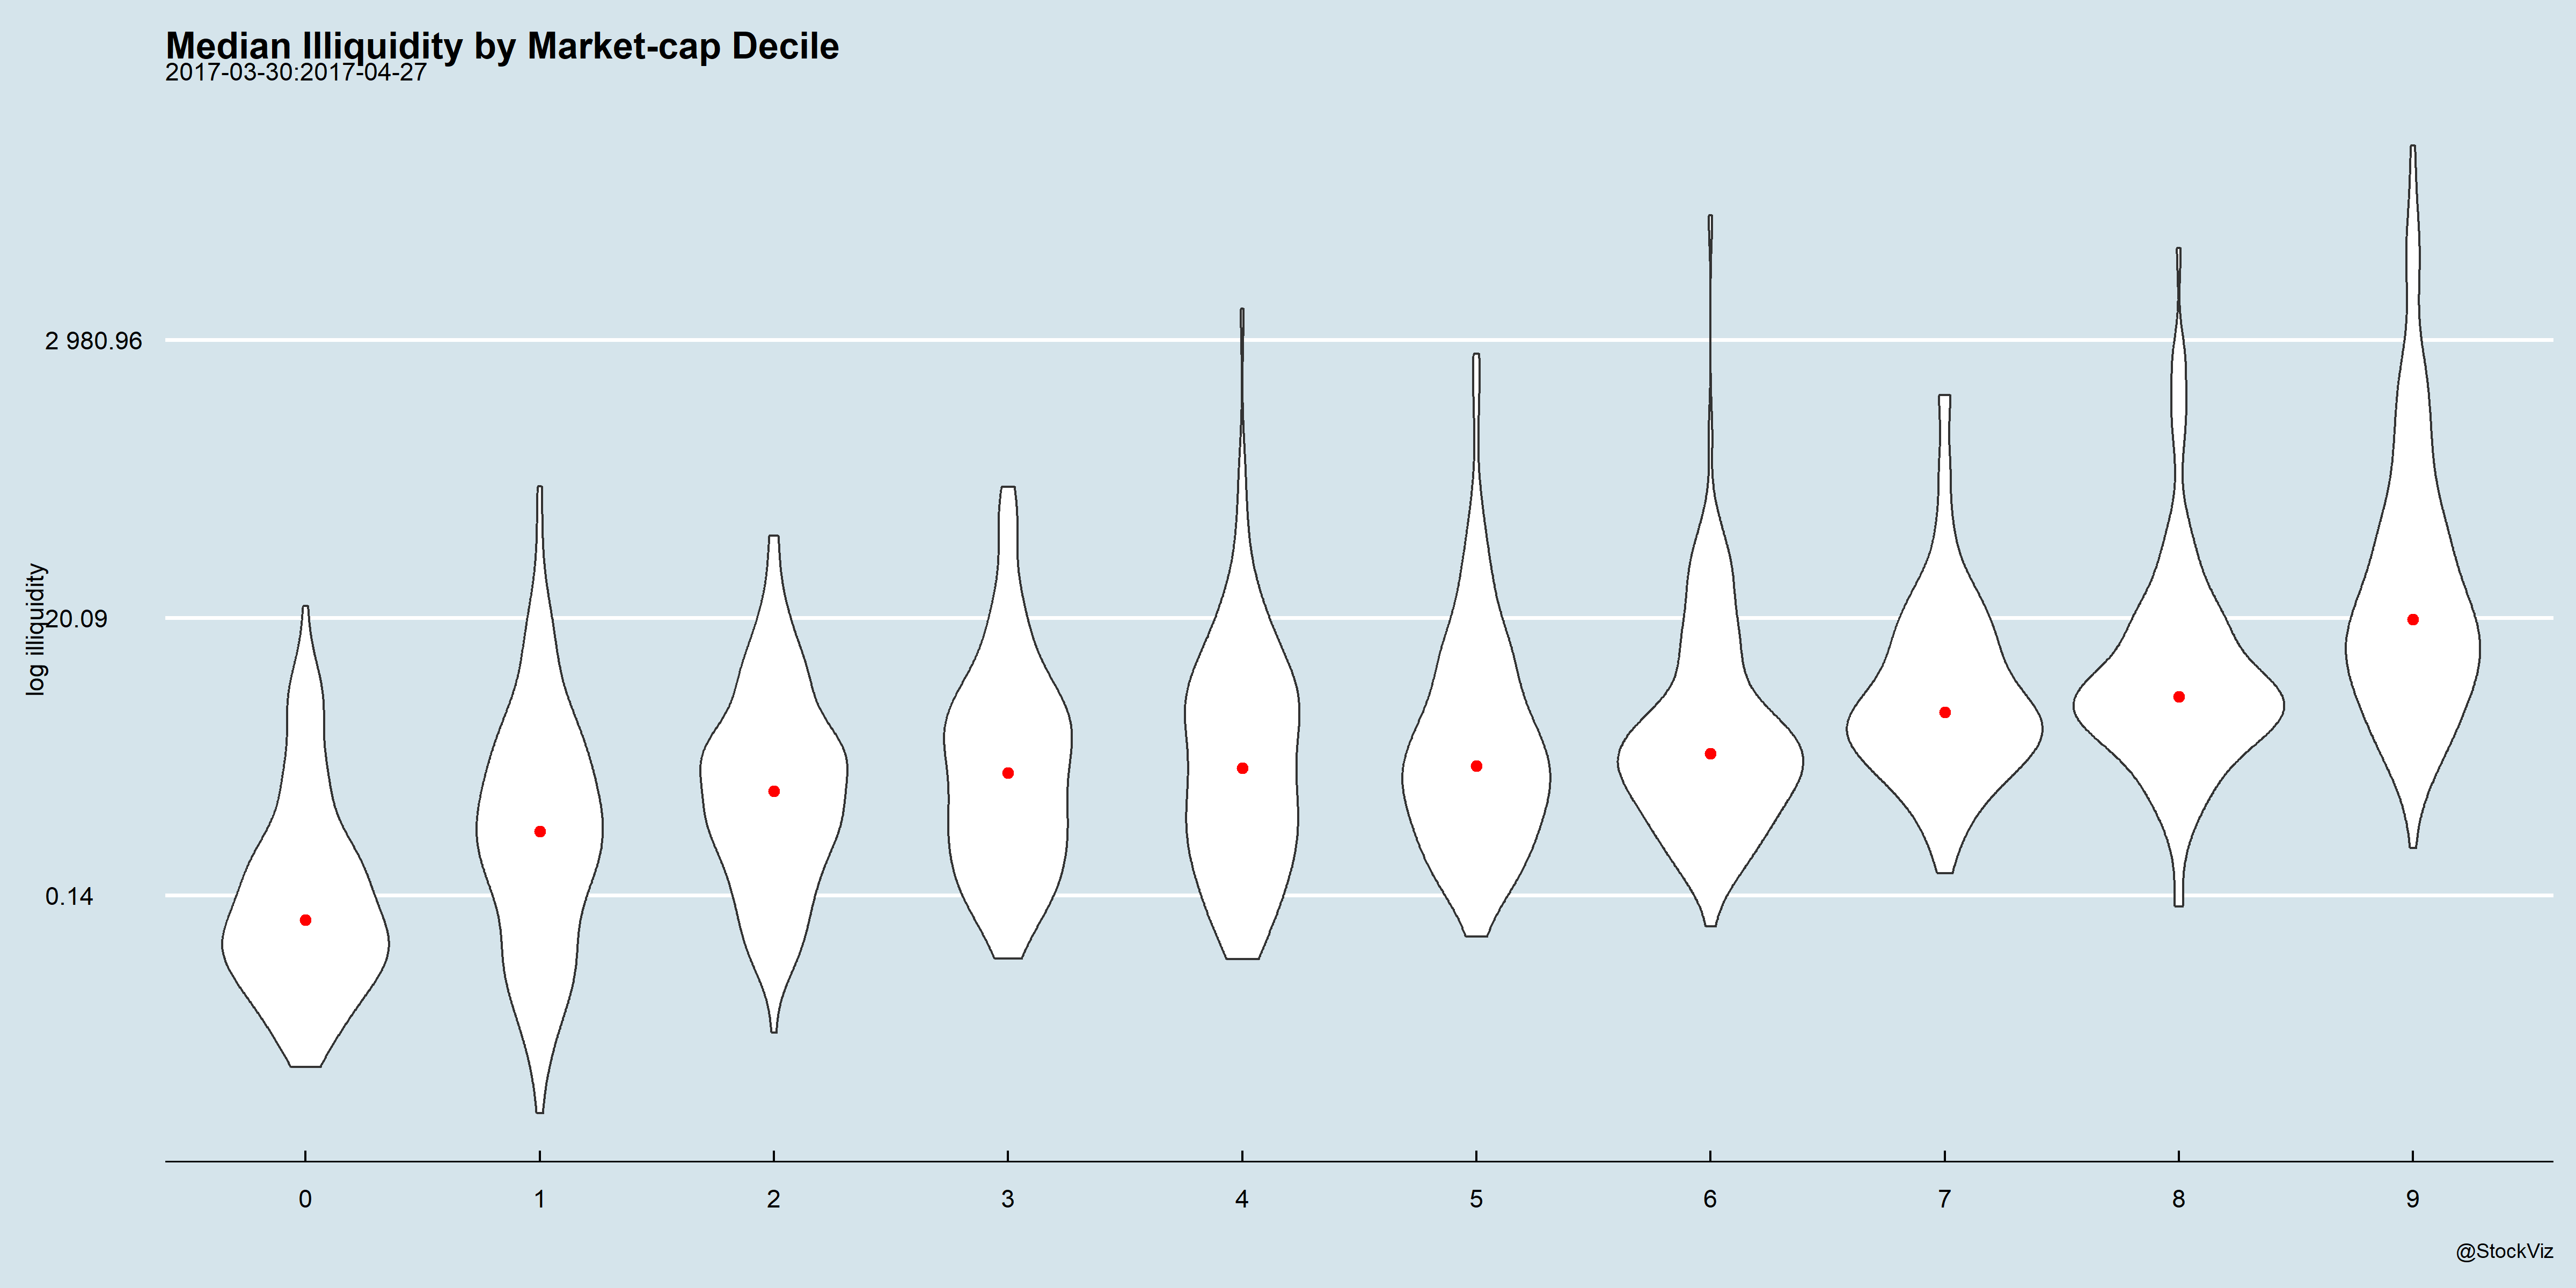 Median Illiquidity by Market-cap Decile
2017-03-30:2017-04-27
log illiquidity
2 980.96
20.09
0.14
0 1 2 3 4 5 6 7 8 9
@StockViz